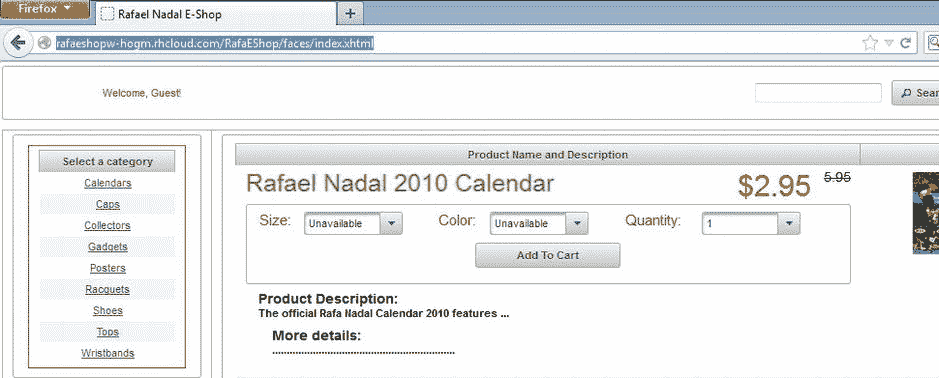 Firefox
Rafael Nadal E-Shop
rafaeshopw-hogm.rhcloud.com/RafaEShop/faces/index.xhtml
Welcome, Guest!
Sear
Select a category
Calendars
Caps
Collectors
Gadgets
Posters
Racquets
Shoes
Tops
Wristbands
Product Name and Description
Rafael Nadal 2010 Calendar
$2.95 5.95
Size: Unavailable Color: Unavailable Quantity: 1
Add To Cart
Product Description:
The official Rafa Nadal Calendar 2010 features ...
More details:
................................................................